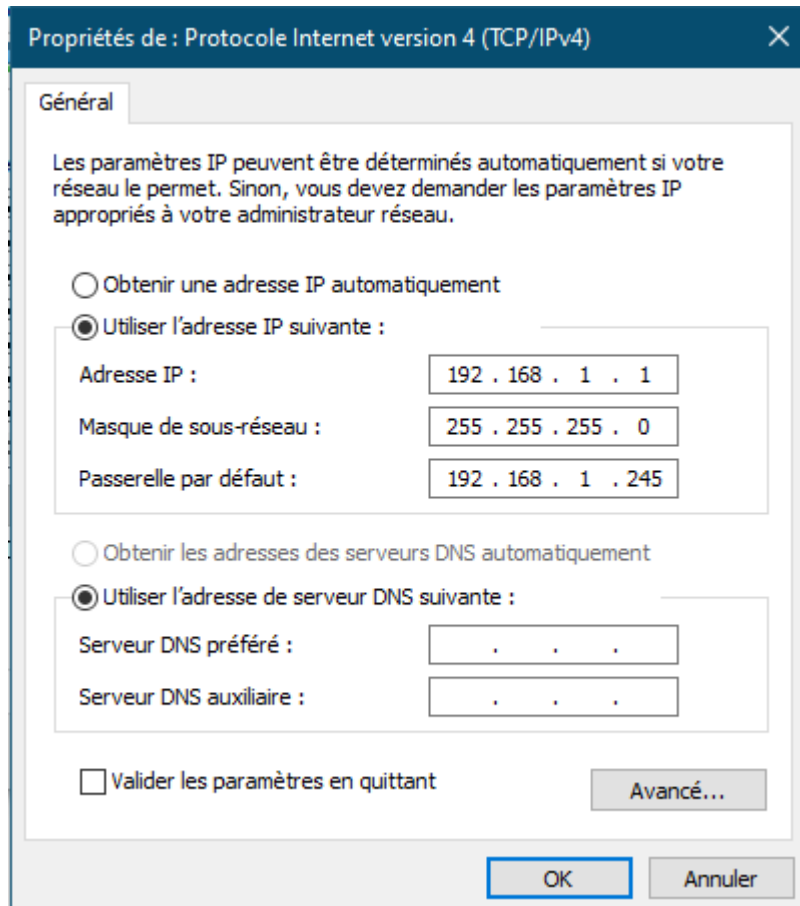 Propriétés de : Protocole Internet version 4 (TCP/IPv4)
Général
Les paramètres IP peuvent être déterminés automatiquement si votre
réseau le permet. Sinon, vous devez demander les paramètres IP
appropriés à votre administrateur réseau.
Obtenir une adresse IP automatiquement
Utiliser l’adresse IP suivante :
Adresse IP : 192 . 168 . 1 . 1
Masque de sous-réseau : 255 . 255 . 255 . 0
Passerelle par défaut : 192 . 168 . 1 . 245
Obtenir les adresses des serveurs DNS automatiquement
Utiliser l’adresse de serveur DNS suivante :
Serveur DNS préféré : . . .
Serveur DNS auxiliaire : . . .
Valider les paramètres en quittant
Avancé...
OK Annuler